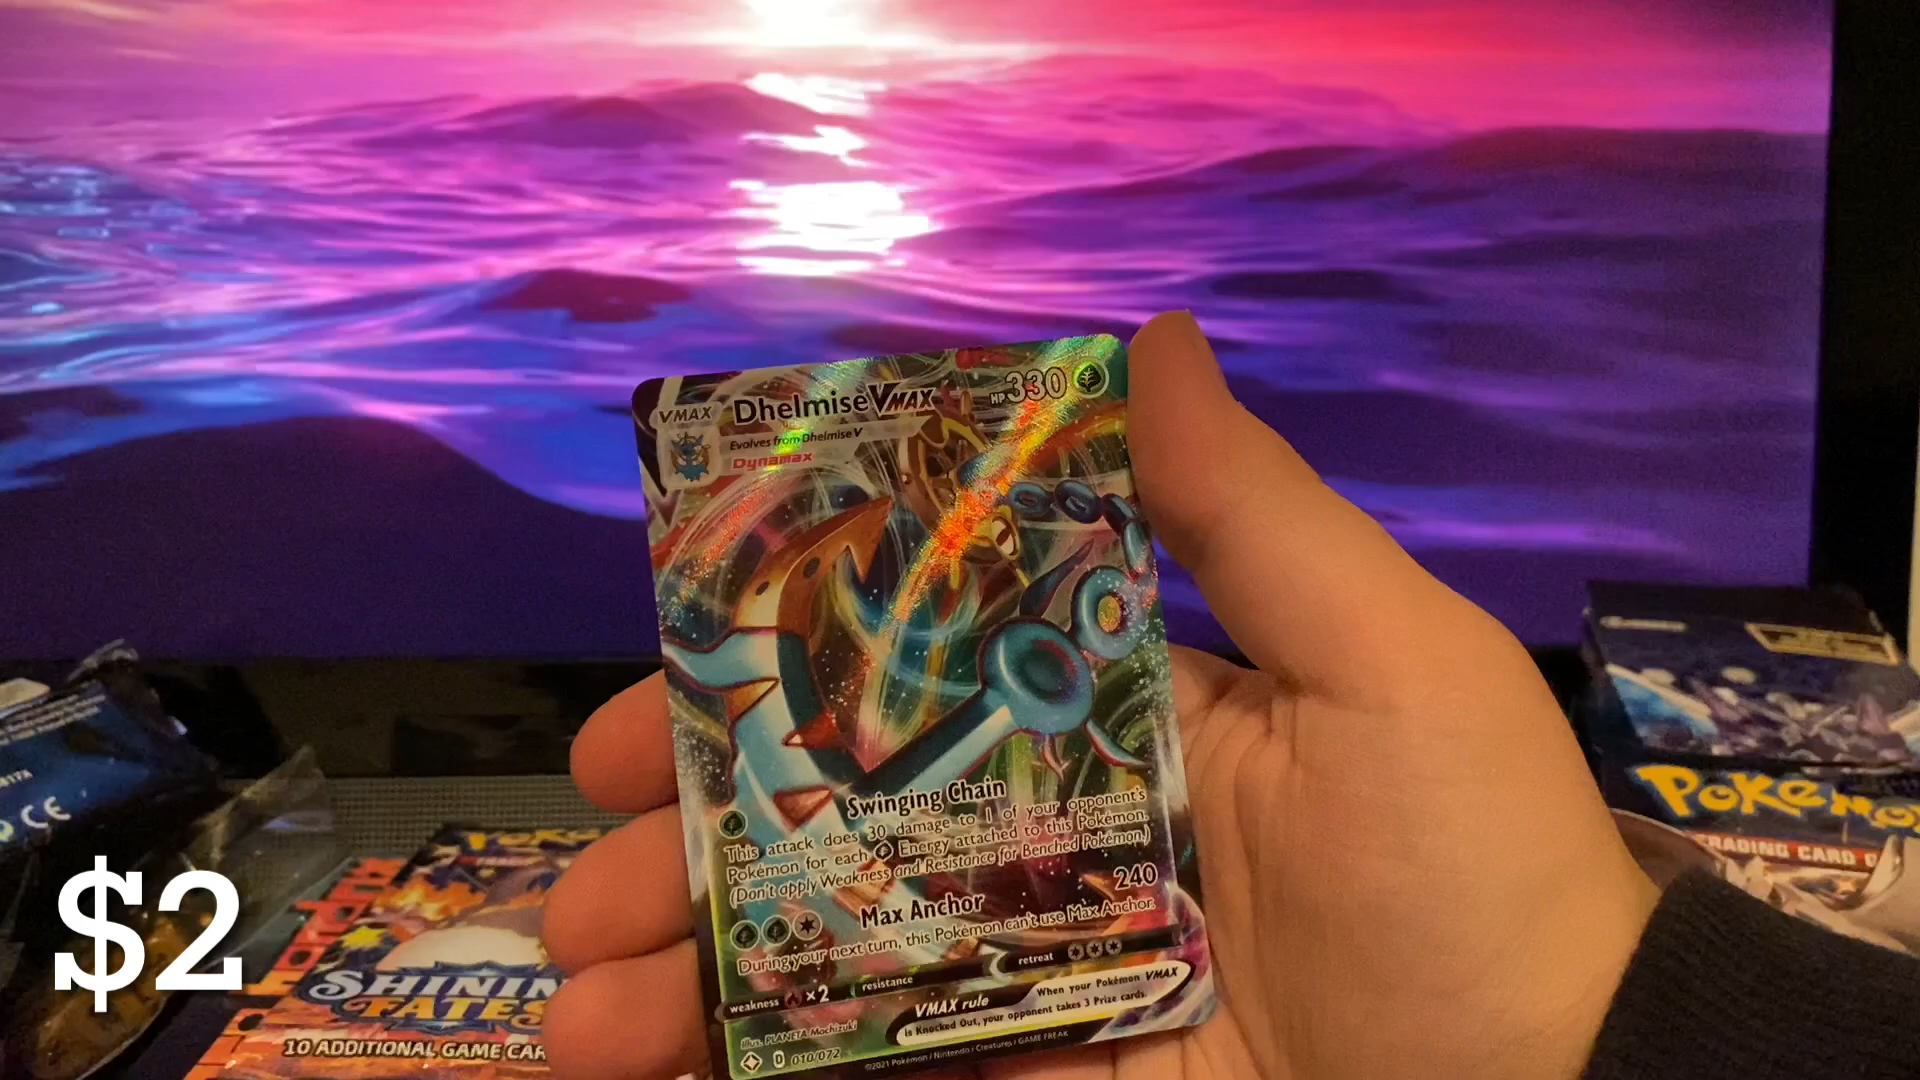 VMAX
Dhelmise VMAX
HP 330
Evolves from Dhelmise V
Dynamax
Swinging Chain
This attack does 30 damage to 1 of your opponent's
Pokémon for each Energy attached to this Pokémon.
(Don't apply Weakness and Resistance for Benched Pokémon.)
Max Anchor 240
During your next turn, this Pokémon can't use Max Anchor.
weakness ×2 resistance retreat
VMAX rule
When your Pokémon VMAX
is Knocked Out, your opponent takes 3 Prize cards.
Illus. PLANETA Mochizuki
D 010/072
©2021 Pokémon / Nintendo / Creatures / GAME FREAK
$2
CE
SHINING
FATES
10 ADDITIONAL GAME CAR
POKéMO
TRADING CARD G